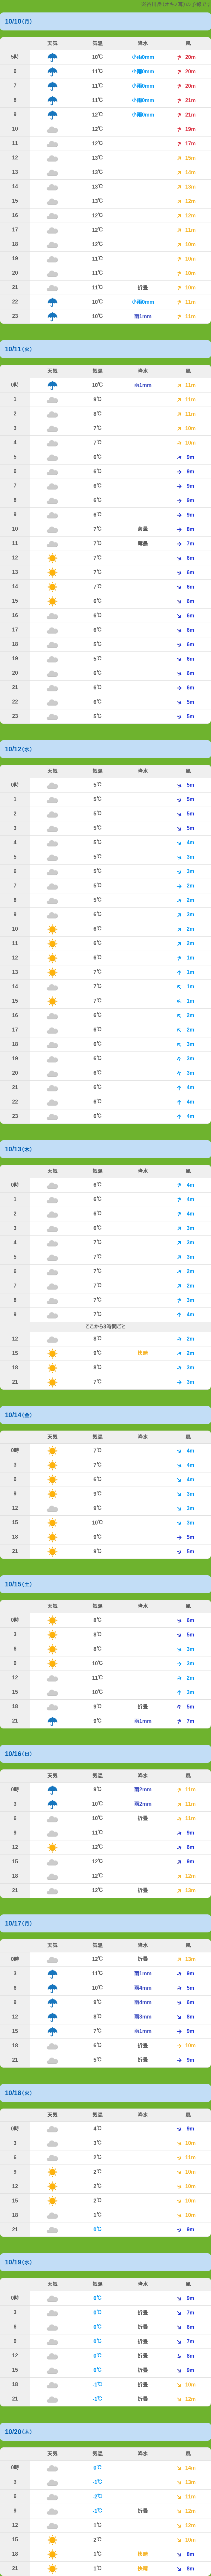 10/10(月)
天気 気温 降水 風
5時 10℃ 小雨0mm 20m
6 11℃ 小雨0mm 20m
7 11℃ 小雨0mm 20m
8 11℃ 小雨0mm 21m
9 12℃ 小雨0mm 21m
10 12℃ 19m
11 12℃ 17m
12 13℃ 15m
13 13℃ 14m
14 13℃ 13m
15 13℃ 12m
16 12℃ 12m
17 12℃ 11m
18 12℃ 10m
19 11℃ 10m
20 11℃ 10m
21 11℃ 折曇 10m
22 10℃ 小雨0mm 11m
23 10℃ 雨1mm 11m
10/11(火)
天気 気温 降水 風
0時 10℃ 雨1mm 11m
1 9℃ 11m
2 8℃ 11m
3 7℃ 10m
4 7℃ 10m
5 6℃ 9m
6 6℃ 9m
7 6℃ 9m
8 6℃ 9m
9 6℃ 9m
10 7℃ 薄曇 8m
11 7℃ 薄曇 7m
12 7℃ 6m
13 7℃ 6m
14 7℃ 6m
15 6℃ 6m
16 6℃ 6m
17 6℃ 6m
18 5℃ 6m
19 5℃ 6m
20 6℃ 6m
21 6℃ 6m
22 6℃ 5m
23 5℃ 5m
10/12(水)
天気 気温 降水 風
0時 5℃ 5m
1 5℃ 5m
2 5℃ 5m
3 5℃ 5m
4 5℃ 4m
5 5℃ 3m
6 5℃ 3m
7 5℃ 2m
8 5℃ 2m
9 6℃ 3m
10 6℃ 2m
11 6℃ 2m
12 6℃ 1m
13 7℃ 1m
14 7℃ 1m
15 7℃ 1m
16 6℃ 2m
17 6℃ 2m
18 6℃ 3m
19 6℃ 3m
20 6℃ 3m
21 6℃ 4m
22 6℃ 4m
23 6℃ 4m
10/13(木)
天気 気温 降水 風
0時 6℃ 4m
1 6℃ 4m
2 6℃ 4m
3 6℃ 3m
4 7℃ 3m
5 7℃ 3m
6 7℃ 2m
7 7℃ 2m
8 7℃ 3m
9 7℃ 4m
ここから3時間ごと
12 8℃ 2m
15 9℃ 快晴 2m
18 8℃ 3m
21 7℃ 3m
10/14(金)
天気 気温 降水 風
0時 7℃ 4m
3 7℃ 4m
6 6℃ 4m
9 9℃ 3m
12 9℃ 3m
15 10℃ 3m
18 9℃ 5m
21 9℃ 5m
10/15(土)
天気 気温 降水 風
0時 8℃ 6m
3 8℃ 5m
6 8℃ 3m
9 10℃ 3m
12 11℃ 2m
15 10℃ 3m
18 9℃ 折曇 5m
21 9℃ 雨1mm 7m
10/16(日)
天気 気温 降水 風
0時 9℃ 雨2mm 11m
3 10℃ 雨2mm 11m
6 10℃ 折曇 11m
9 11℃ 9m
12 12℃ 6m
15 12℃ 9m
18 12℃ 12m
21 12℃ 折曇 13m
10/17(月)
天気 気温 降水 風
0時 12℃ 折曇 13m
3 11℃ 雨1mm 9m
6 10℃ 雨4mm 5m
9 9℃ 雨4mm 6m
12 8℃ 雨3mm 8m
15 7℃ 雨1mm 9m
18 6℃ 折曇 10m
21 5℃ 折曇 9m
10/18(火)
天気 気温 降水 風
0時 4℃ 9m
3 3℃ 10m
6 2℃ 11m
9 2℃ 10m
12 2℃ 10m
15 2℃ 10m
18 1℃ 10m
21 0℃ 9m
10/19(水)
天気 気温 降水 風
0時 0℃ 9m
3 0℃ 折曇 7m
6 0℃ 折曇 6m
9 0℃ 折曇 7m
12 0℃ 折曇 8m
15 0℃ 折曇 9m
18 -1℃ 折曇 10m
21 -1℃ 折曇 12m
10/20(木)
天気 気温 降水 風
0時 0℃ 14m
3 -1℃ 13m
6 -2℃ 11m
9 -1℃ 折曇 12m
12 1℃ 12m
15 2℃ 10m
18 1℃ 快晴 8m
21 1℃ 快晴 8m